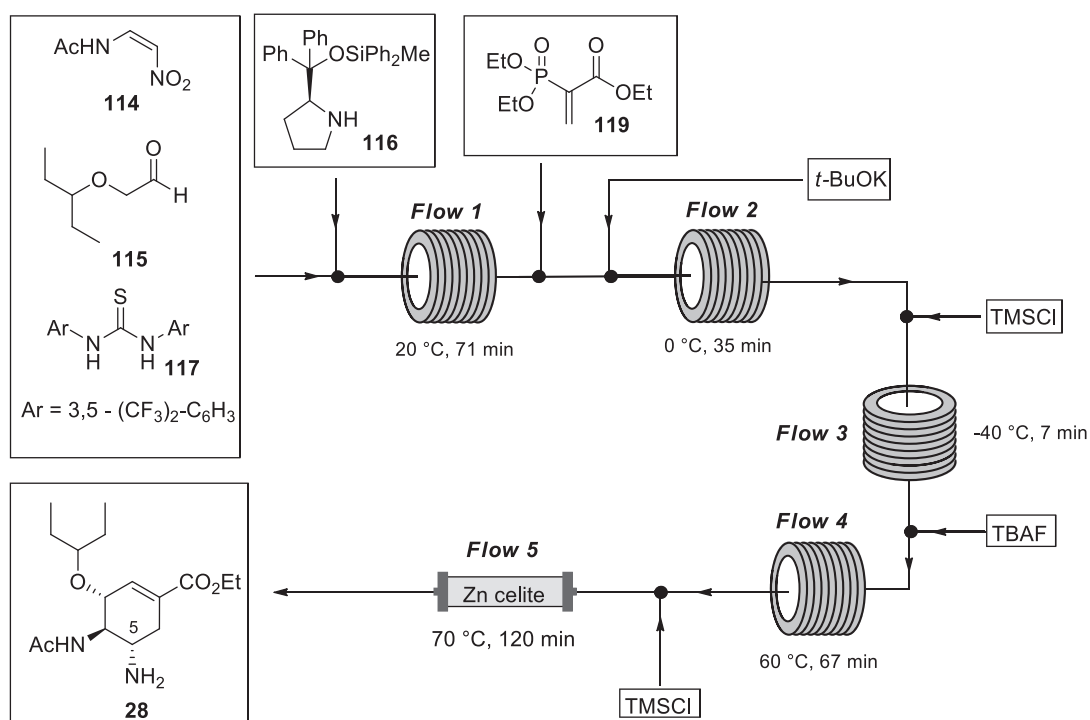 AcHN
NO2
114
O
O
H
115
S
Ar
Ar
N
H
N
H
117
Ar = 3,5 - (CF3)2-C6H3
Ph
Ph
OSiPh2Me
NH
116
O
O
EtO
P
OEt
EtO
119
t-BuOK
Flow 1
20 °C, 71 min
Flow 2
0 °C, 35 min
TMSCl
Flow 3
-40 °C, 7 min
TBAF
Flow 4
60 °C, 67 min
TMSCl
Flow 5
Zn celite
70 °C, 120 min
O
CO2Et
5
AcHN
NH2
28